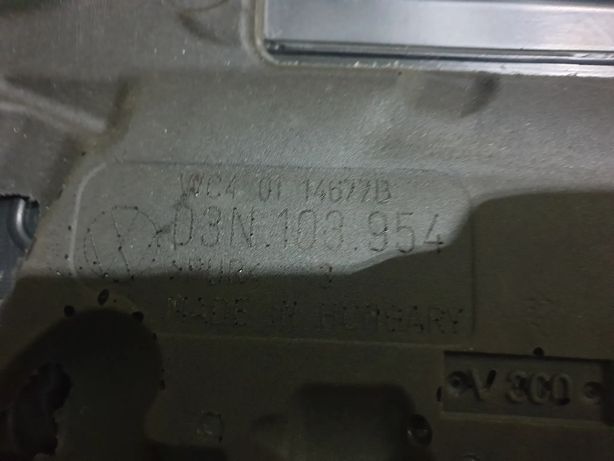 WC4 01 14677B
03N.103.954
MADE IN HUNGARY
V 3C0